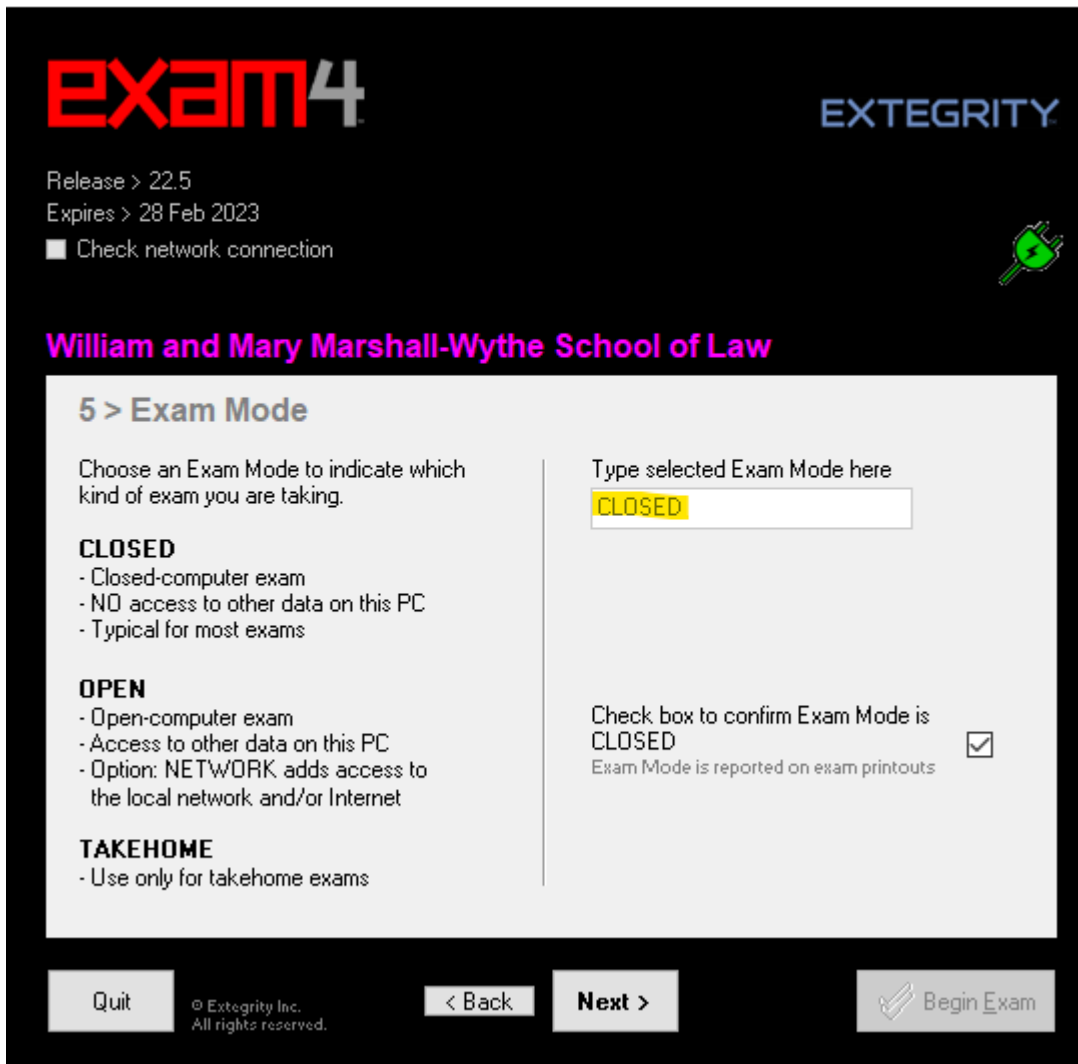 exam4
EXTEGRITY
Release > 22.5
Expires > 28 Feb 2023
Check network connection
William and Mary Marshall-Wythe School of Law
5 > Exam Mode
Choose an Exam Mode to indicate which
kind of exam you are taking.
CLOSED
- Closed-computer exam
- NO access to other data on this PC
- Typical for most exams
OPEN
- Open-computer exam
- Access to other data on this PC
- Option: NETWORK adds access to
the local network and/or Internet
TAKEHOME
- Use only for takehome exams
Type selected Exam Mode here
CLOSED
Check box to confirm Exam Mode is
CLOSED
Exam Mode is reported on exam printouts
Quit
© Extegrity Inc.
All rights reserved.
< Back
Next >
Begin Exam